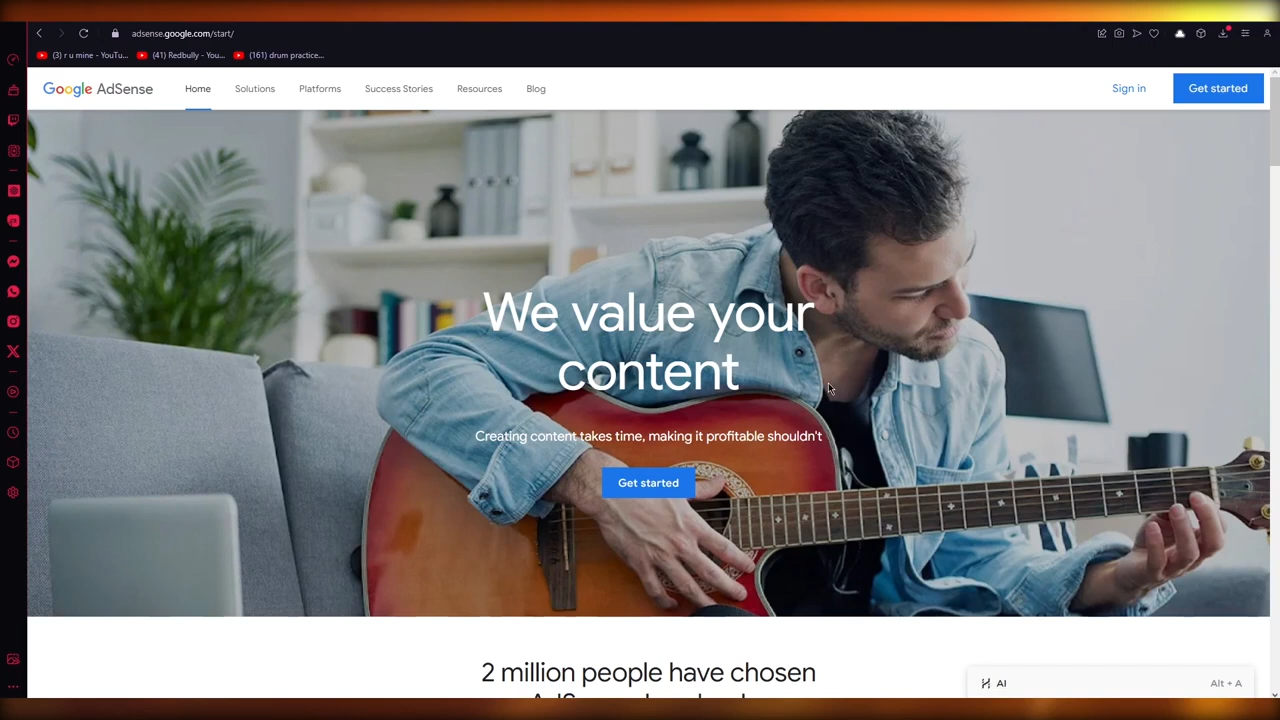 adsense.google.com/start/
(3) r u mine - YouTu...
(41) Redbully - You...
(161) drum practice...
Google AdSense
Home
Solutions
Platforms
Success Stories
Resources
Blog
Sign in
Get started
We value your
content
Creating content takes time, making it profitable shouldn't
Get started
2 million people have chosen
AI
Alt + A